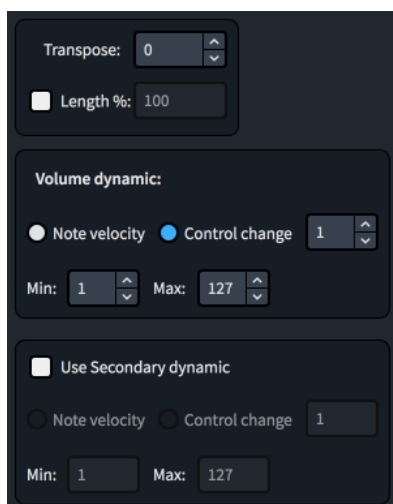 Transpose: 0
Length %: 100
Volume dynamic:
Note velocity Control change 1
Min: 1 Max: 127
Use Secondary dynamic
Note velocity Control change 1
Min: 1 Max: 127